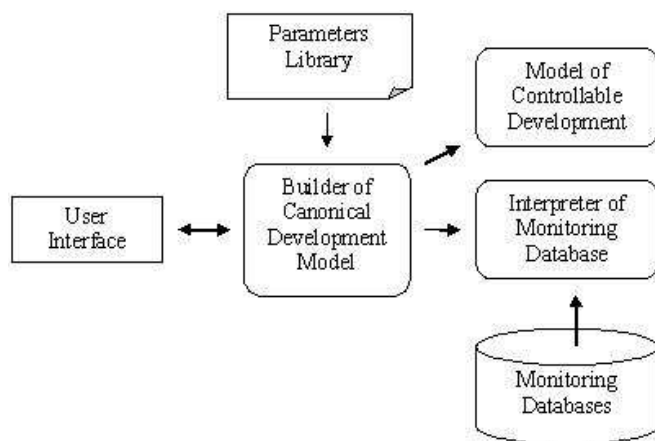 Parameters
Library
Model of
Controllable
Development
Builder of
Canonical
Development
Model
User
Interface
Interpreter of
Monitoring
Database
Monitoring
Databases